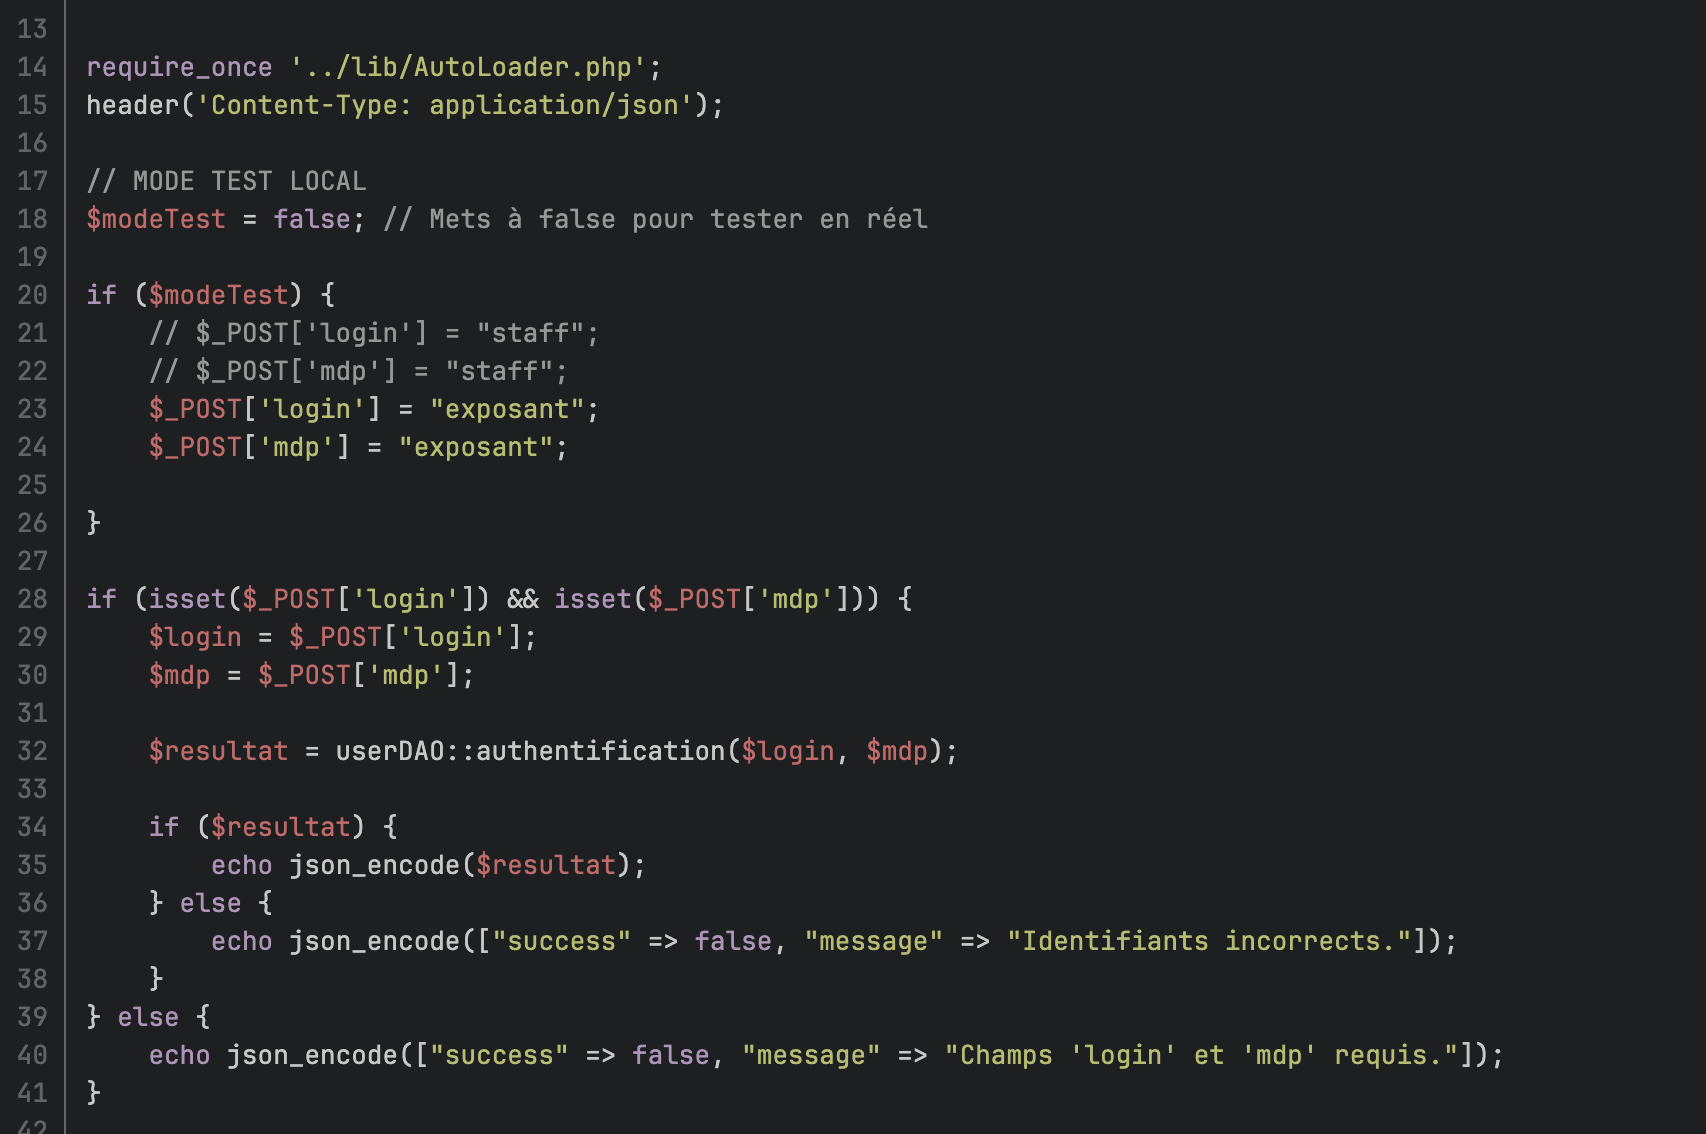 13
14 require_once '../lib/AutoLoader.php';
15 header('Content-Type: application/json');
16
17 // MODE TEST LOCAL
18 $modeTest = false; // Mets à false pour tester en réel
19
20 if ($modeTest) {
21     // $_POST['login'] = "staff";
22     // $_POST['mdp'] = "staff";
23     $_POST['login'] = "exposant";
24     $_POST['mdp'] = "exposant";
25
26 }
27
28 if (isset($_POST['login']) && isset($_POST['mdp'])) {
29     $login = $_POST['login'];
30     $mdp = $_POST['mdp'];
31
32     $resultat = userDAO::authentification($login, $mdp);
33
34     if ($resultat) {
35         echo json_encode($resultat);
36     } else {
37         echo json_encode(["success" => false, "message" => "Identifiants incorrects."]);
38     }
39 } else {
40     echo json_encode(["success" => false, "message" => "Champs 'login' et 'mdp' requis."]);
41 }
42